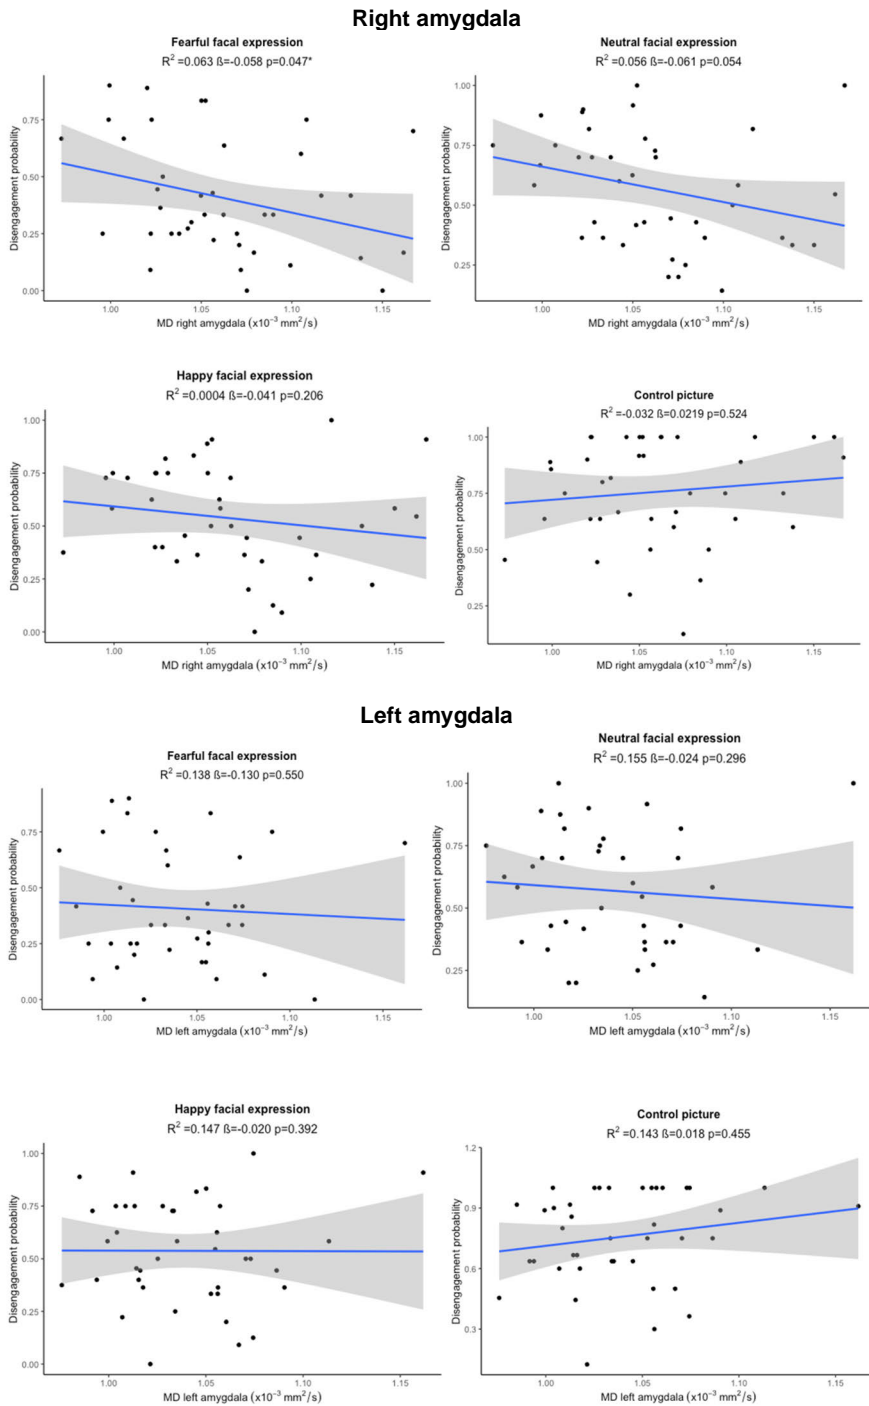 Right amygdala
Fearful facal expression
R² =0.063 ß=-0.058 p=0.047*
Disengagement probability
0.75
0.50
0.25
0.00
1.00 1.05 1.10 1.15
MD right amygdala (x10⁻³ mm²/s)
Neutral facial expression
R² =0.056 ß=-0.061 p=0.054
Disengagement probability
1.00
0.75
0.50
0.25
1.00 1.05 1.10 1.15
MD right amygdala (x10⁻³ mm²/s)
Happy facial expression
R² =0.0004 ß=-0.041 p=0.206
Disengagement probability
1.00
0.75
0.50
0.25
0.00
1.00 1.05 1.10 1.15
MD right amygdala (x10⁻³ mm²/s)
Control picture
R² =-0.032 ß=0.0219 p=0.524
Disengagement probability
1.00
0.75
0.50
0.25
1.00 1.05 1.10 1.15
MD right amygdala (x10⁻³ mm²/s)
Left amygdala
Fearful facal expression
R² =0.138 ß=-0.130 p=0.550
Disengagement probability
0.75
0.50
0.25
0.00
1.00 1.05 1.10 1.15
MD left amygdala (x10⁻³ mm²/s)
Neutral facial expression
R² =0.155 ß=-0.024 p=0.296
Disengagement probability
1.00
0.75
0.50
0.25
1.00 1.05 1.10 1.15
MD left amygdala (x10⁻³ mm²/s)
Happy facial expression
R² =0.147 ß=-0.020 p=0.392
Disengagement probability
1.00
0.75
0.50
0.25
0.00
1.00 1.05 1.10 1.15
MD left amygdala (x10⁻³ mm²/s)
Control picture
R² =0.143 ß=0.018 p=0.455
Disengagement probability
1.2
0.9
0.6
0.3
1.00 1.05 1.10 1.15
MD left amygdala (x10⁻³ mm²/s)